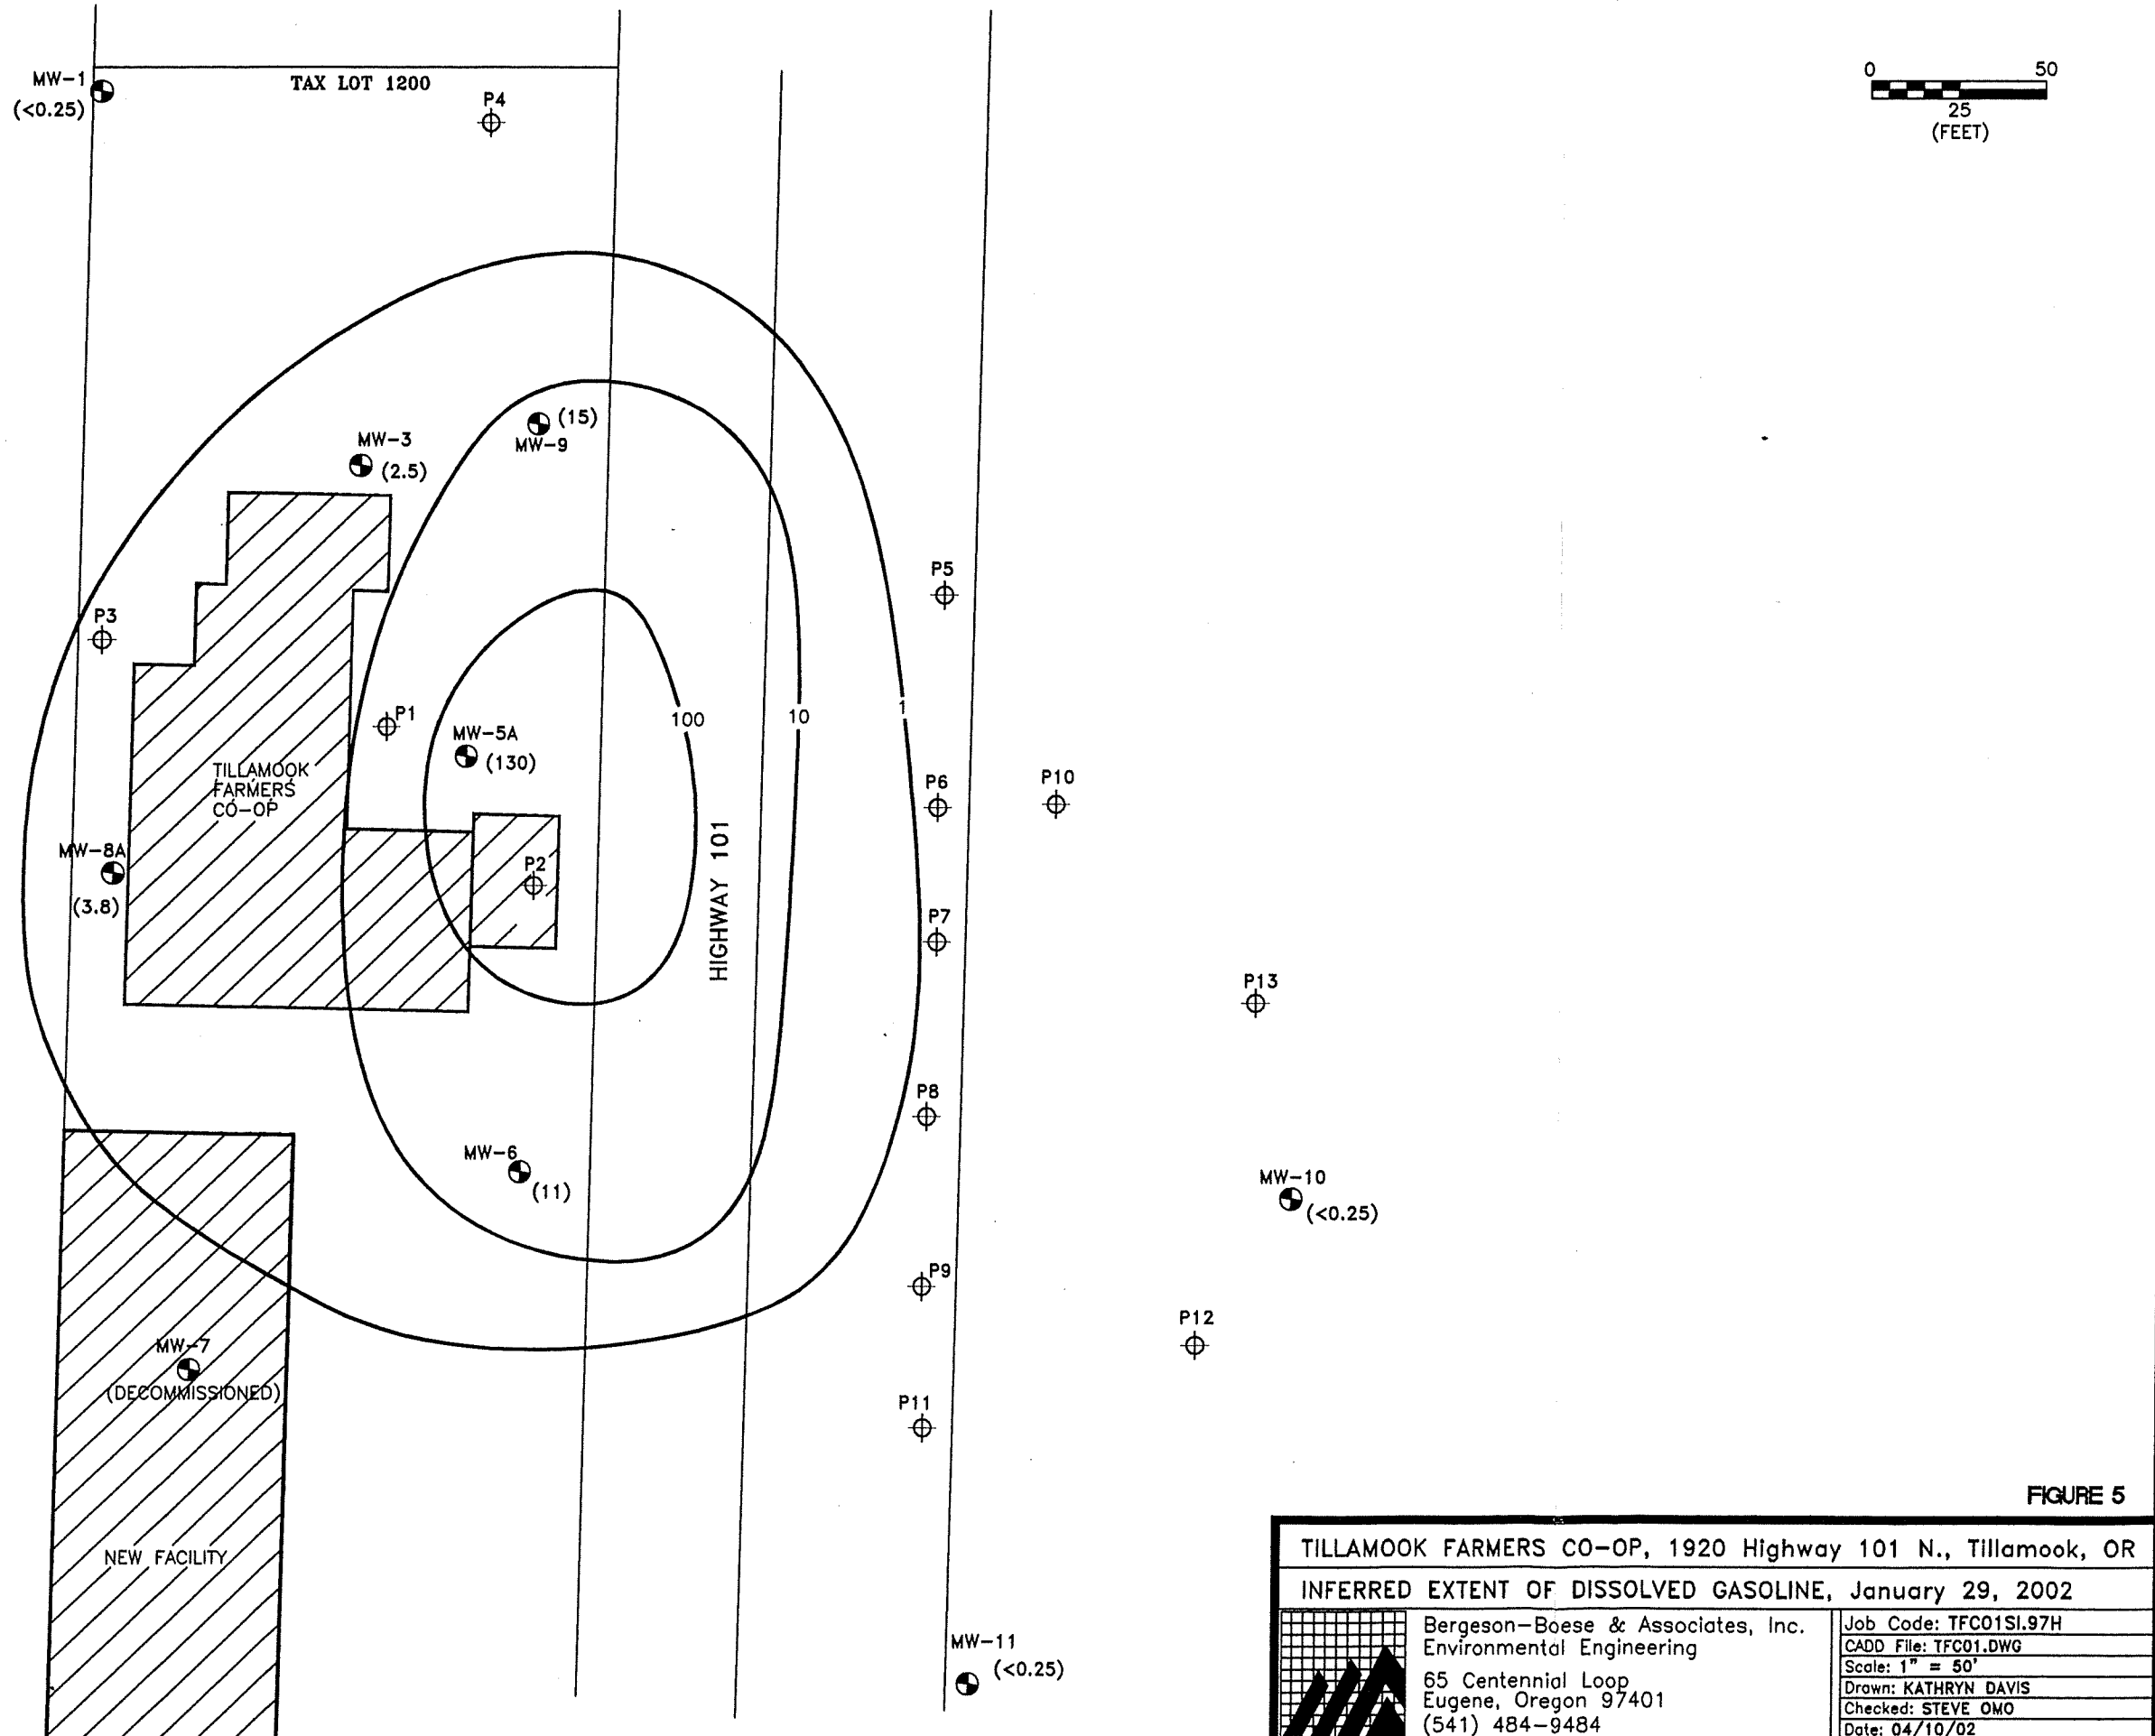 MW-1
(<0.25)
TAX LOT 1200
P4
0 50
25
(FEET)
MW-3
(2.5)
(15)
MW-9
P3
P5
P1
MW-5A
(130)
100
10
1
TILLAMOOK
FARMERS
CO-OP
P6
P10
MW-8A
(3.8)
P2
HIGHWAY 101
P7
P13
P8
MW-6
(11)
MW-10
(<0.25)
P9
P12
MW-7
(DECOMMISSIONED)
P11
NEW FACILITY
MW-11
(<0.25)
FIGURE 5
TILLAMOOK FARMERS CO-OP, 1920 Highway 101 N., Tillamook, OR
INFERRED EXTENT OF DISSOLVED GASOLINE, January 29, 2002
Bergeson-Boese & Associates, Inc.
Environmental Engineering
65 Centennial Loop
Eugene, Oregon 97401
(541) 484-9484
Job Code: TFC01SI.97H
CADD File: TFC01.DWG
Scale: 1" = 50'
Drawn: KATHRYN DAVIS
Checked: STEVE OMO
Date: 04/10/02